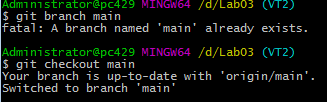 Administrator@pc429 MINGW64 /d/Lab03 (VT2)
$ git branch main
fatal: A branch named 'main' already exists.
Administrator@pc429 MINGW64 /d/Lab03 (VT2)
$ git checkout main
Your branch is up-to-date with 'origin/main'.
Switched to branch 'main'